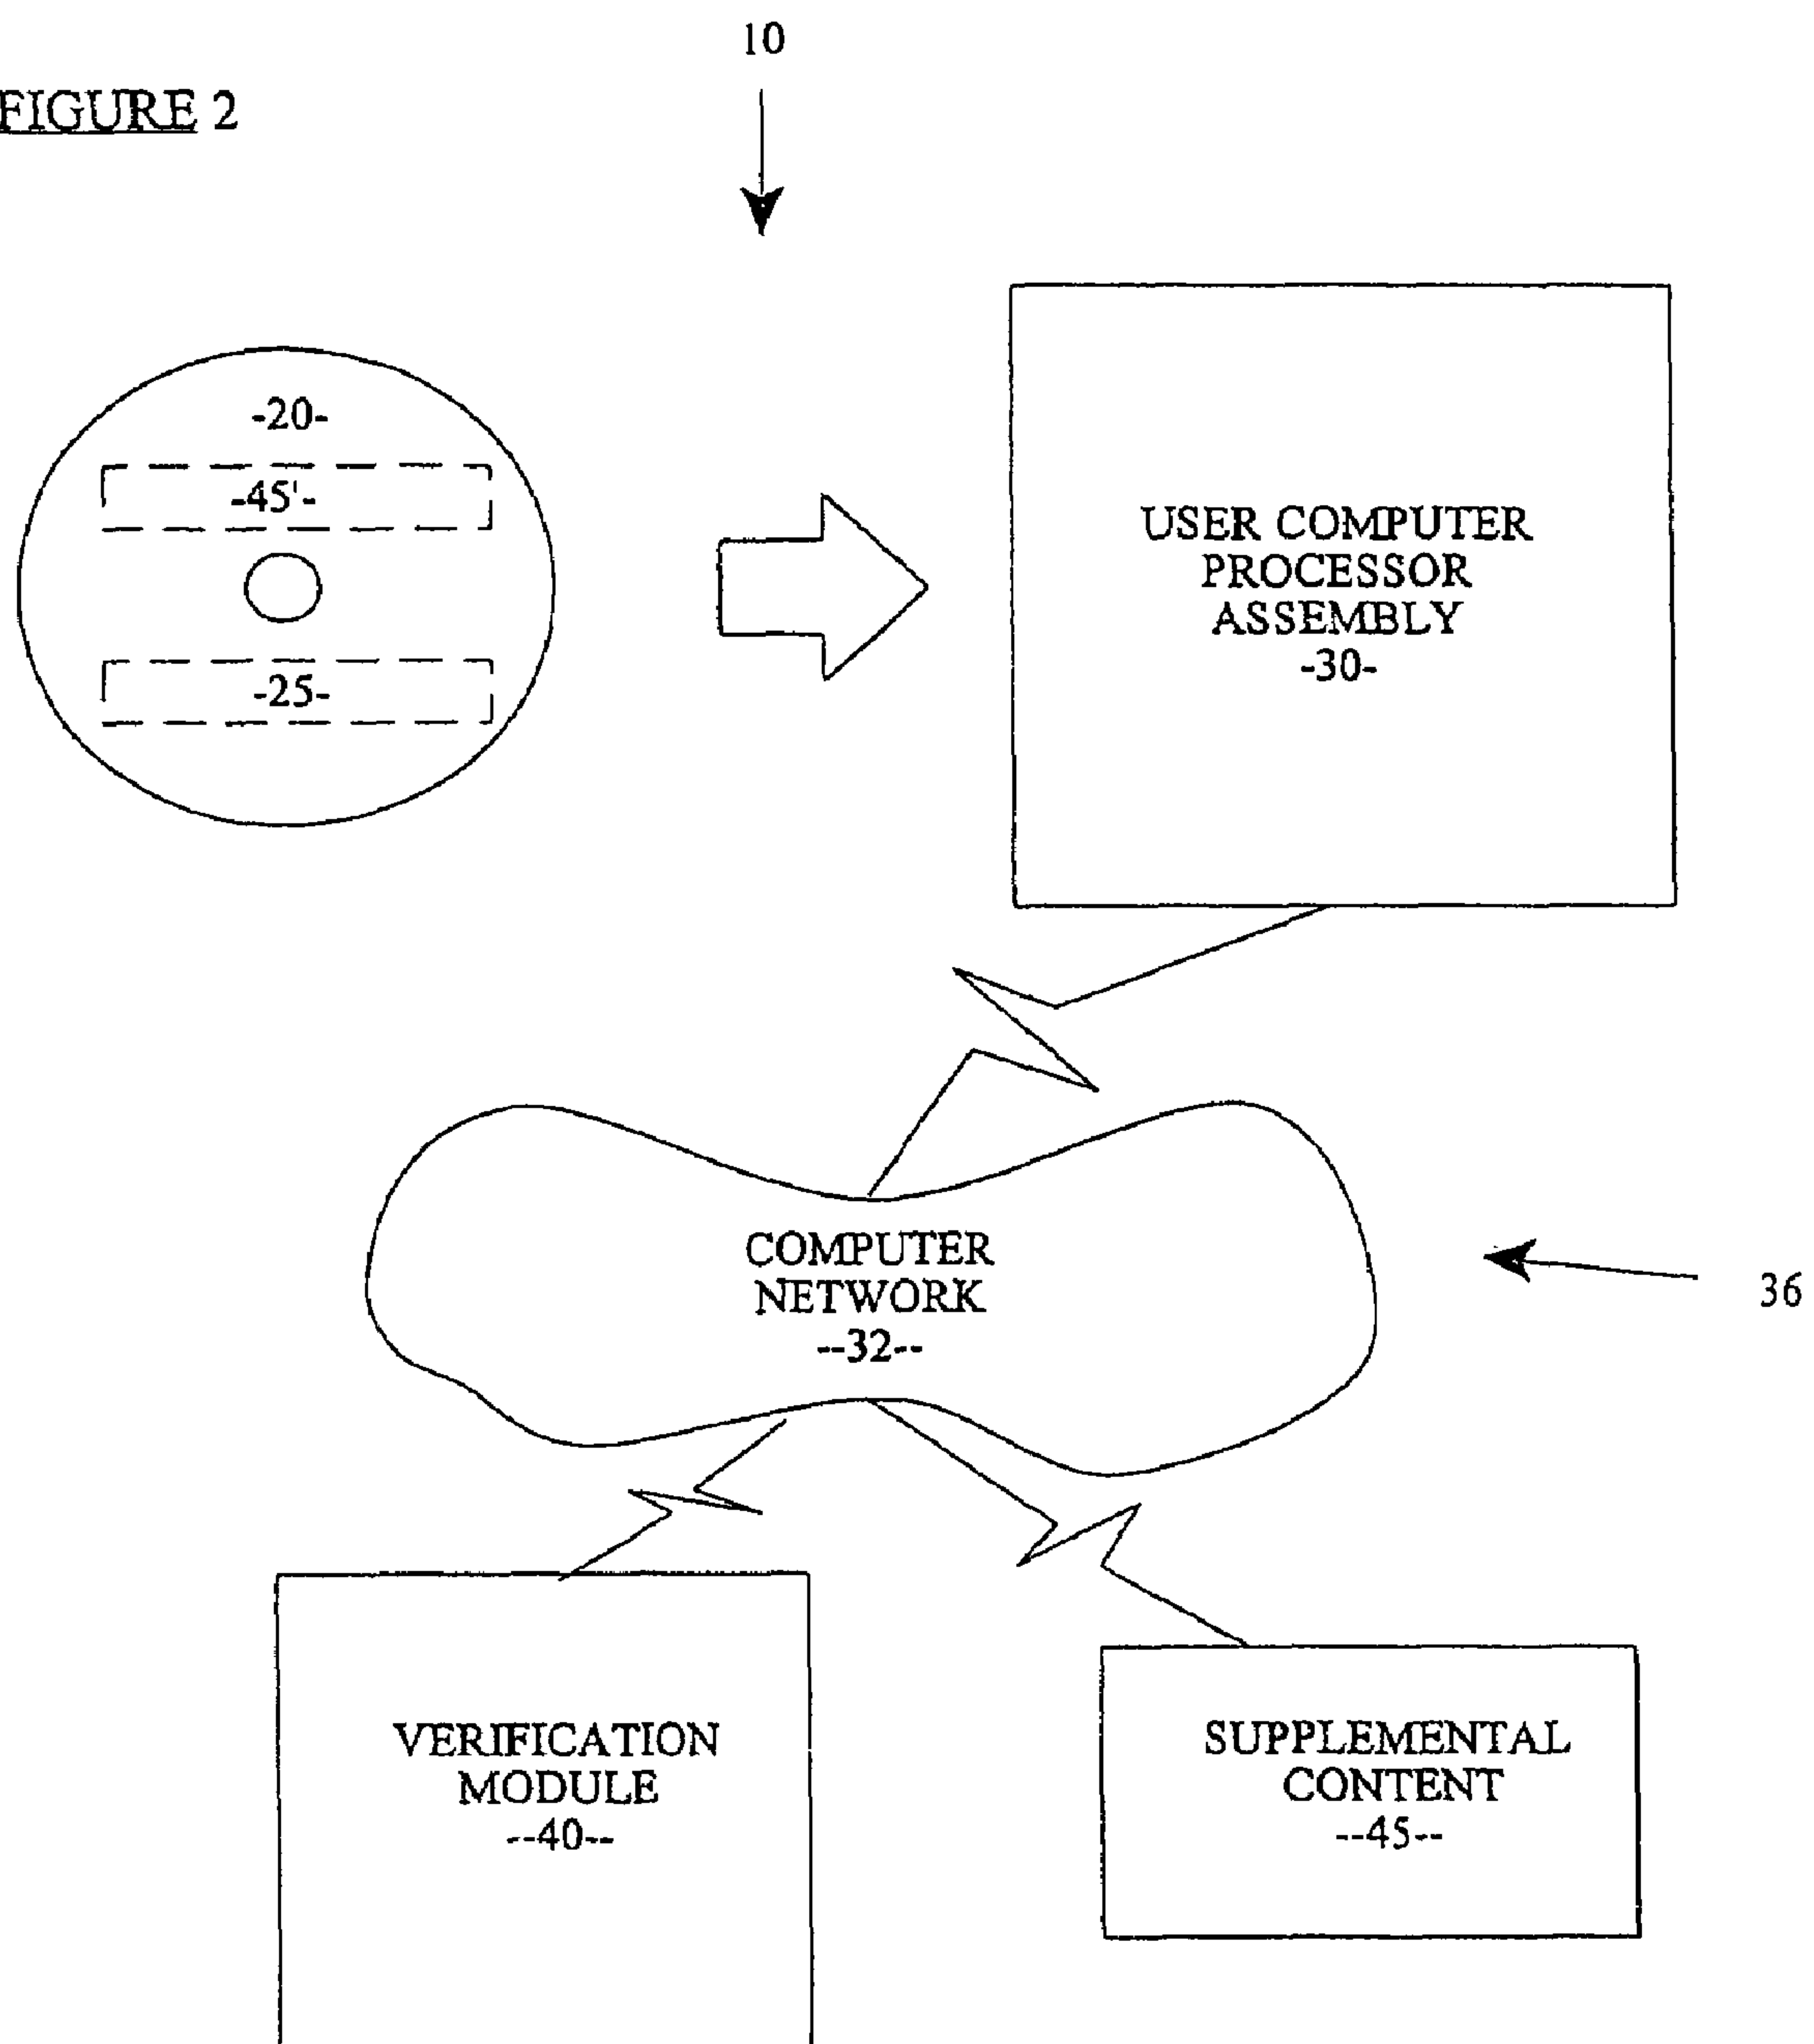 10
FIGURE 2
-20-
-45'-
-25-
USER COMPUTER
PROCESSOR
ASSEMBLY
-30-
COMPUTER
NETWORK
--32--
36
VERIFICATION
MODULE
--40--
SUPPLEMENTAL
CONTENT
--45--